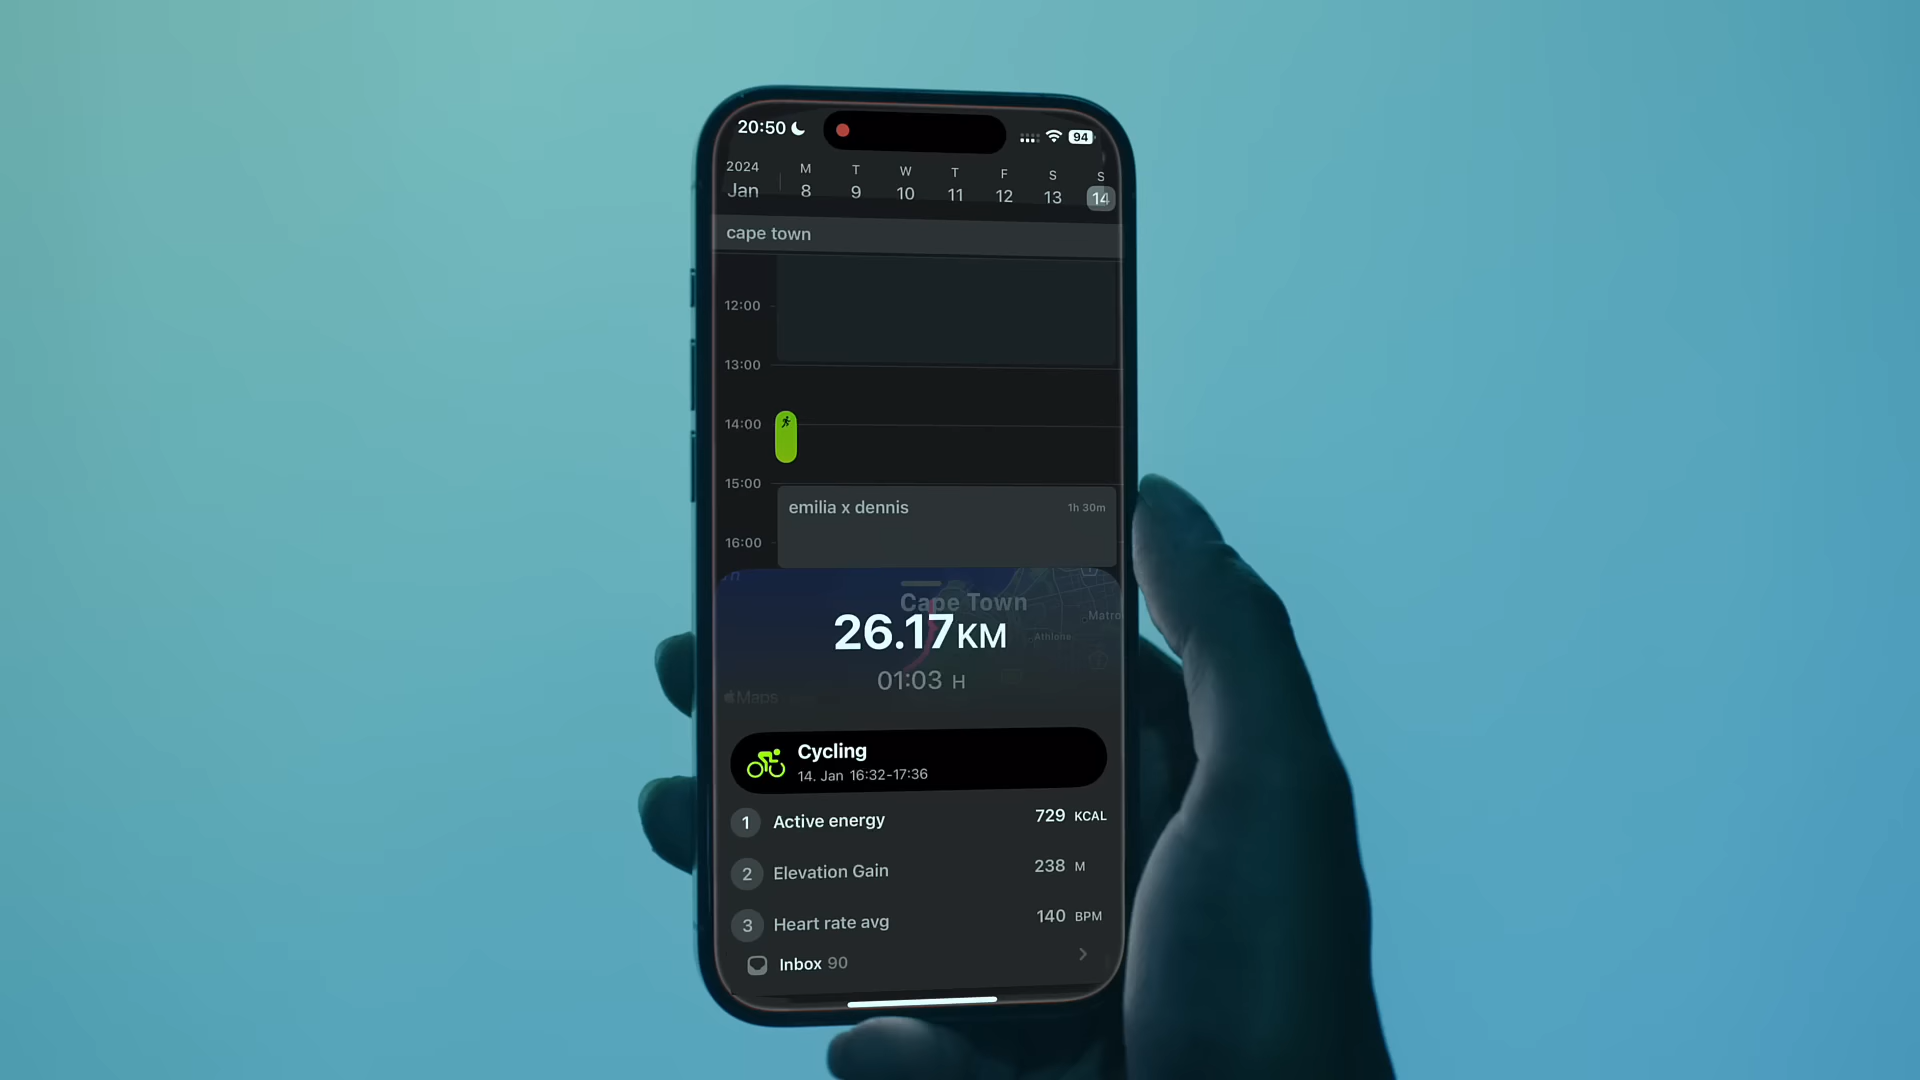 20:50
94
2024
Jan
M T W T F S S
8 9 10 11 12 13 14
cape town
12:00
13:00
14:00
15:00
emilia x dennis 1h 30m
16:00
Cape Town
Matro
26.17KM
Athlone
01:03 H
Maps
Cycling
14. Jan 16:32-17:36
1 Active energy 729 KCAL
2 Elevation Gain 238 M
3 Heart rate avg 140 BPM
Inbox 90